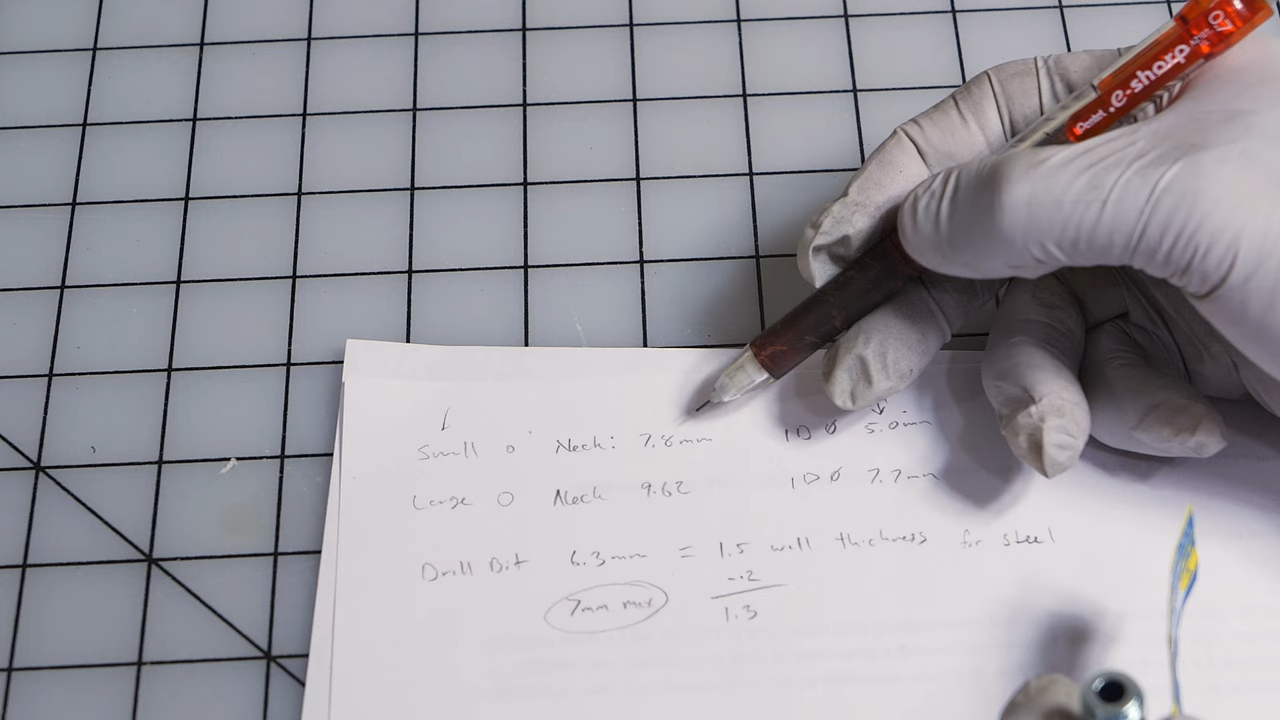 Pentel e-sharp 0.7
↓ ↓
Small o Neck: 7.8mm ID Ø 5.0mm
Large O Neck 9.62 ID Ø 7.7mm
Drill Bit 6.3mm = 1.5 wall thickness for steel
-.2
7mm max
1.3